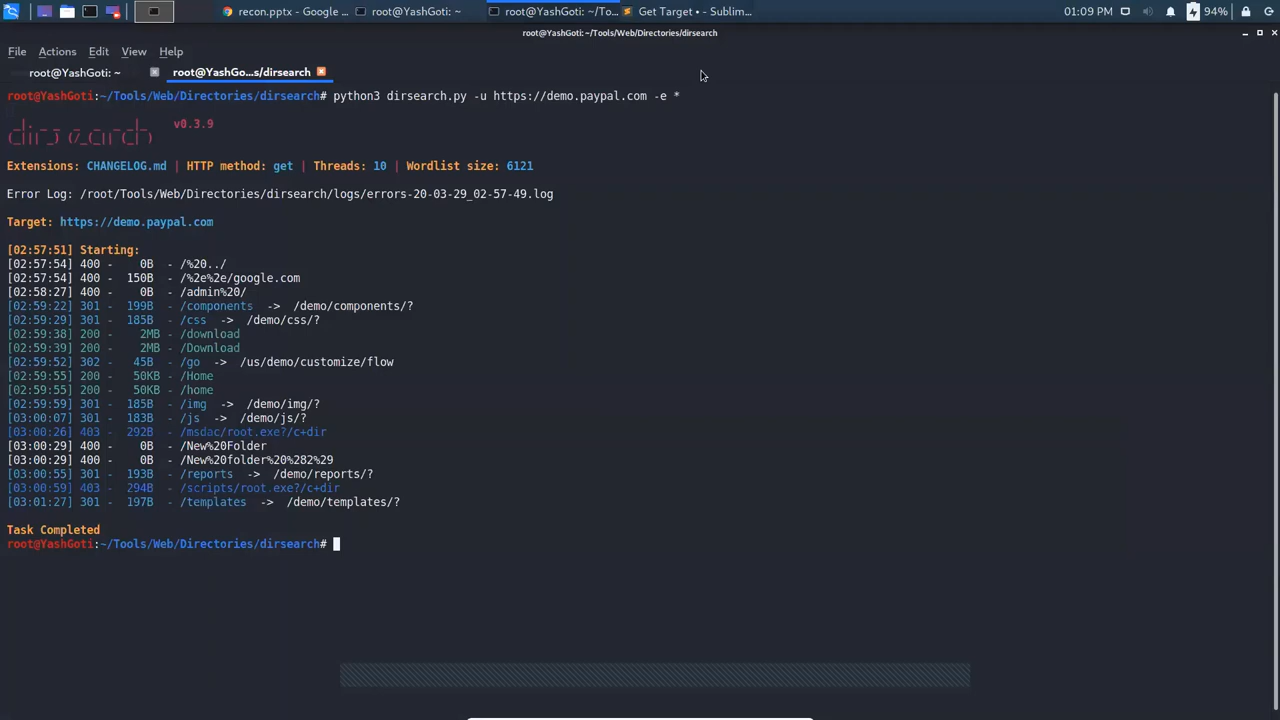 recon.pptx - Google ... root@YashGoti: ~ root@YashGoti: ~/To... Get Target • - Sublim... 01:09 PM 94%
root@YashGoti: ~/Tools/Web/Directories/dirsearch
File Actions Edit View Help
root@YashGoti: ~ root@YashGo...s/dirsearch
root@YashGoti:~/Tools/Web/Directories/dirsearch# python3 dirsearch.py -u https://demo.paypal.com -e *
_|. _ _  _  _  _ _|_    v0.3.9
(_||| _) (/_(_|| (_| )
Extensions: CHANGELOG.md | HTTP method: get | Threads: 10 | Wordlist size: 6121
Error Log: /root/Tools/Web/Directories/dirsearch/logs/errors-20-03-29_02-57-49.log
Target: https://demo.paypal.com
[02:57:51] Starting:
[02:57:54] 400 -    0B  - /%20../
[02:57:54] 400 -  150B  - /%2e%2e/google.com
[02:58:27] 400 -    0B  - /admin%20/
[02:59:22] 301 -  199B  - /components  ->  /demo/components/?
[02:59:29] 301 -  185B  - /css  ->  /demo/css/?
[02:59:38] 200 -    2MB - /download
[02:59:39] 200 -    2MB - /Download
[02:59:52] 302 -   45B  - /go  ->  /us/demo/customize/flow
[02:59:55] 200 -   50KB - /Home
[02:59:55] 200 -   50KB - /home
[02:59:59] 301 -  185B  - /img  ->  /demo/img/?
[03:00:07] 301 -  183B  - /js  ->  /demo/js/?
[03:00:26] 403 -  292B  - /msdac/root.exe?/c+dir
[03:00:29] 400 -    0B  - /New%20Folder
[03:00:29] 400 -    0B  - /New%20folder%20%282%29
[03:00:55] 301 -  193B  - /reports  ->  /demo/reports/?
[03:00:59] 403 -  294B  - /scripts/root.exe?/c+dir
[03:01:27] 301 -  197B  - /templates  ->  /demo/templates/?
Task Completed
root@YashGoti:~/Tools/Web/Directories/dirsearch#